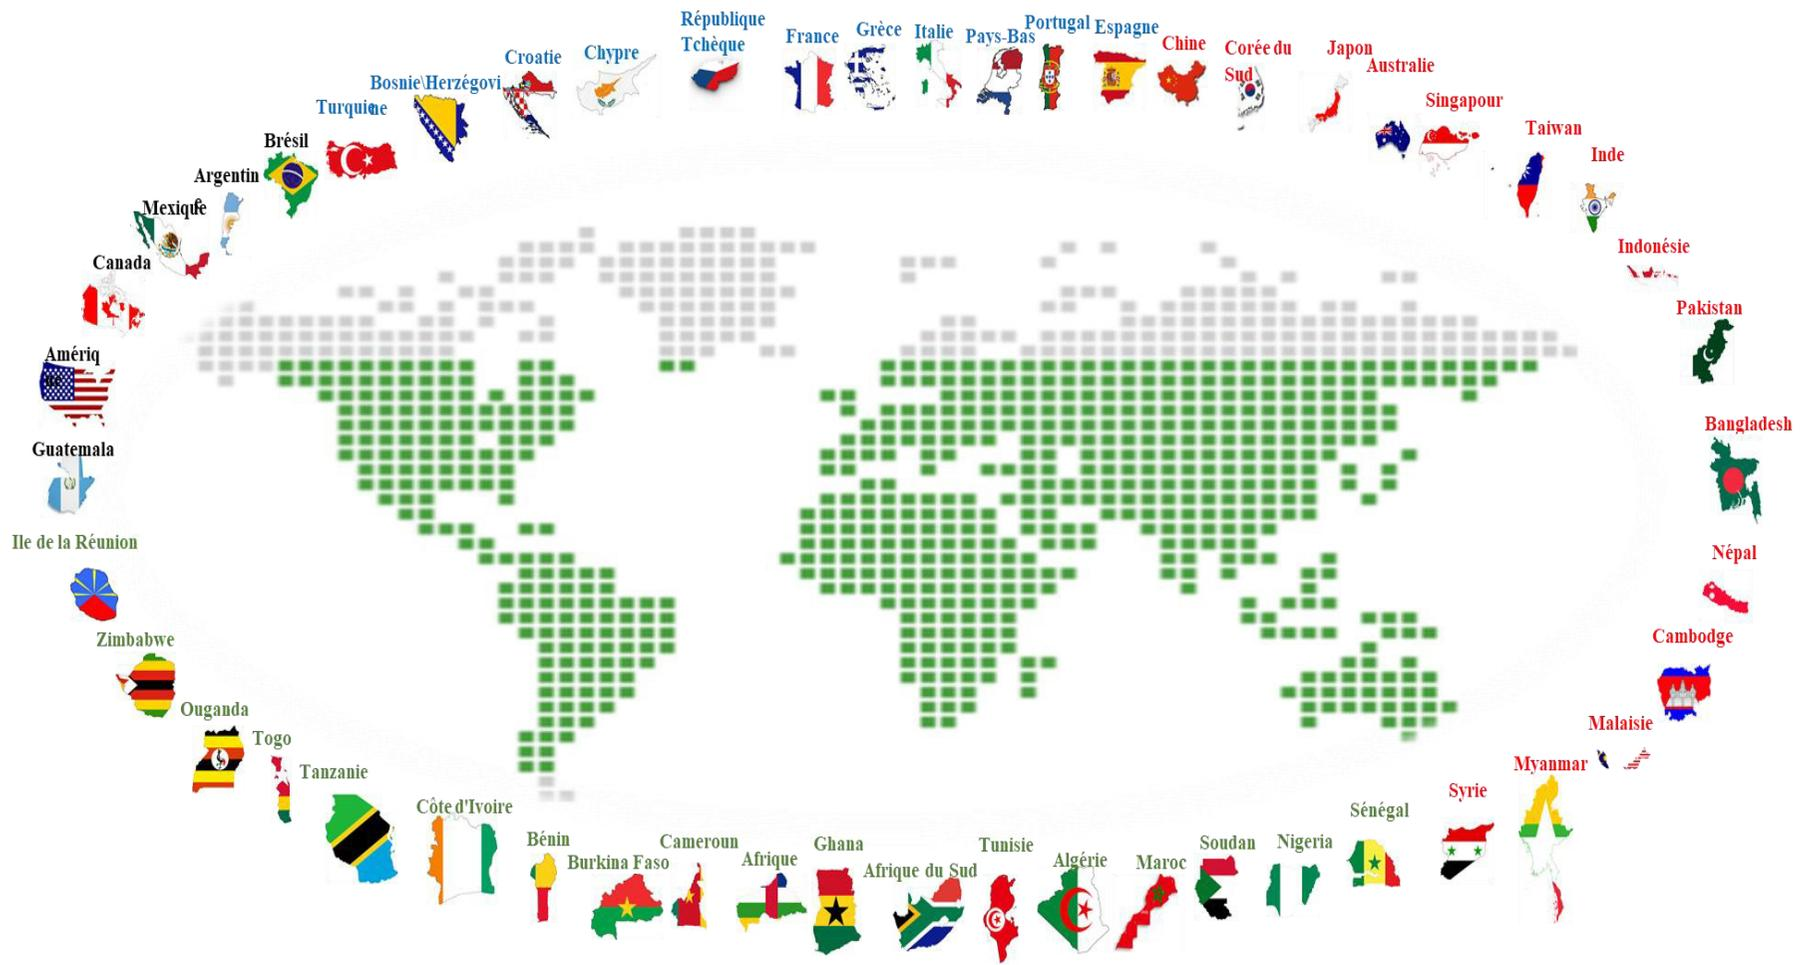 République
Tchèque
France
Grèce
Italie
Pays-Bas
Portugal
Espagne
Chine
Corée du
Sud
Japon
Australie
Singapour
Taiwan
Inde
Indonésie
Pakistan
Bangladesh
Népal
Cambodge
Malaisie
Myanmar
Syrie
Sénégal
Nigeria
Soudan
Maroc
Algérie
Tunisie
Afrique du Sud
Ghana
Afrique
Cameroun
Burkina Faso
Bénin
Côte d'Ivoire
Tanzanie
Togo
Ouganda
Zimbabwe
Ile de la Réunion
Guatemala
Amériq
ue
Canada
Mexique
Argentin
e
Brésil
Turquie
Bosnie\Herzégovi
ne
Croatie
Chypre